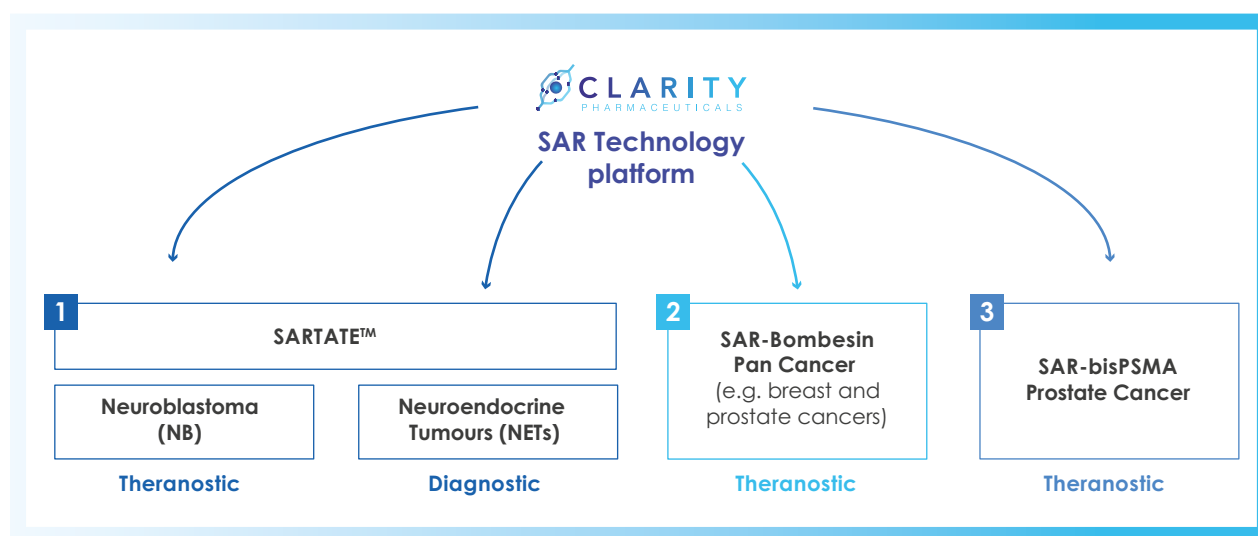 CLARITY
PHARMACEUTICALS
SAR Technology
platform
1
SARTATE™
Neuroblastoma
(NB)
Theranostic
Neuroendocrine
Tumours (NETs)
Diagnostic
2
SAR-Bombesin
Pan Cancer
(e.g. breast and
prostate cancers)
Theranostic
3
SAR-bisPSMA
Prostate Cancer
Theranostic